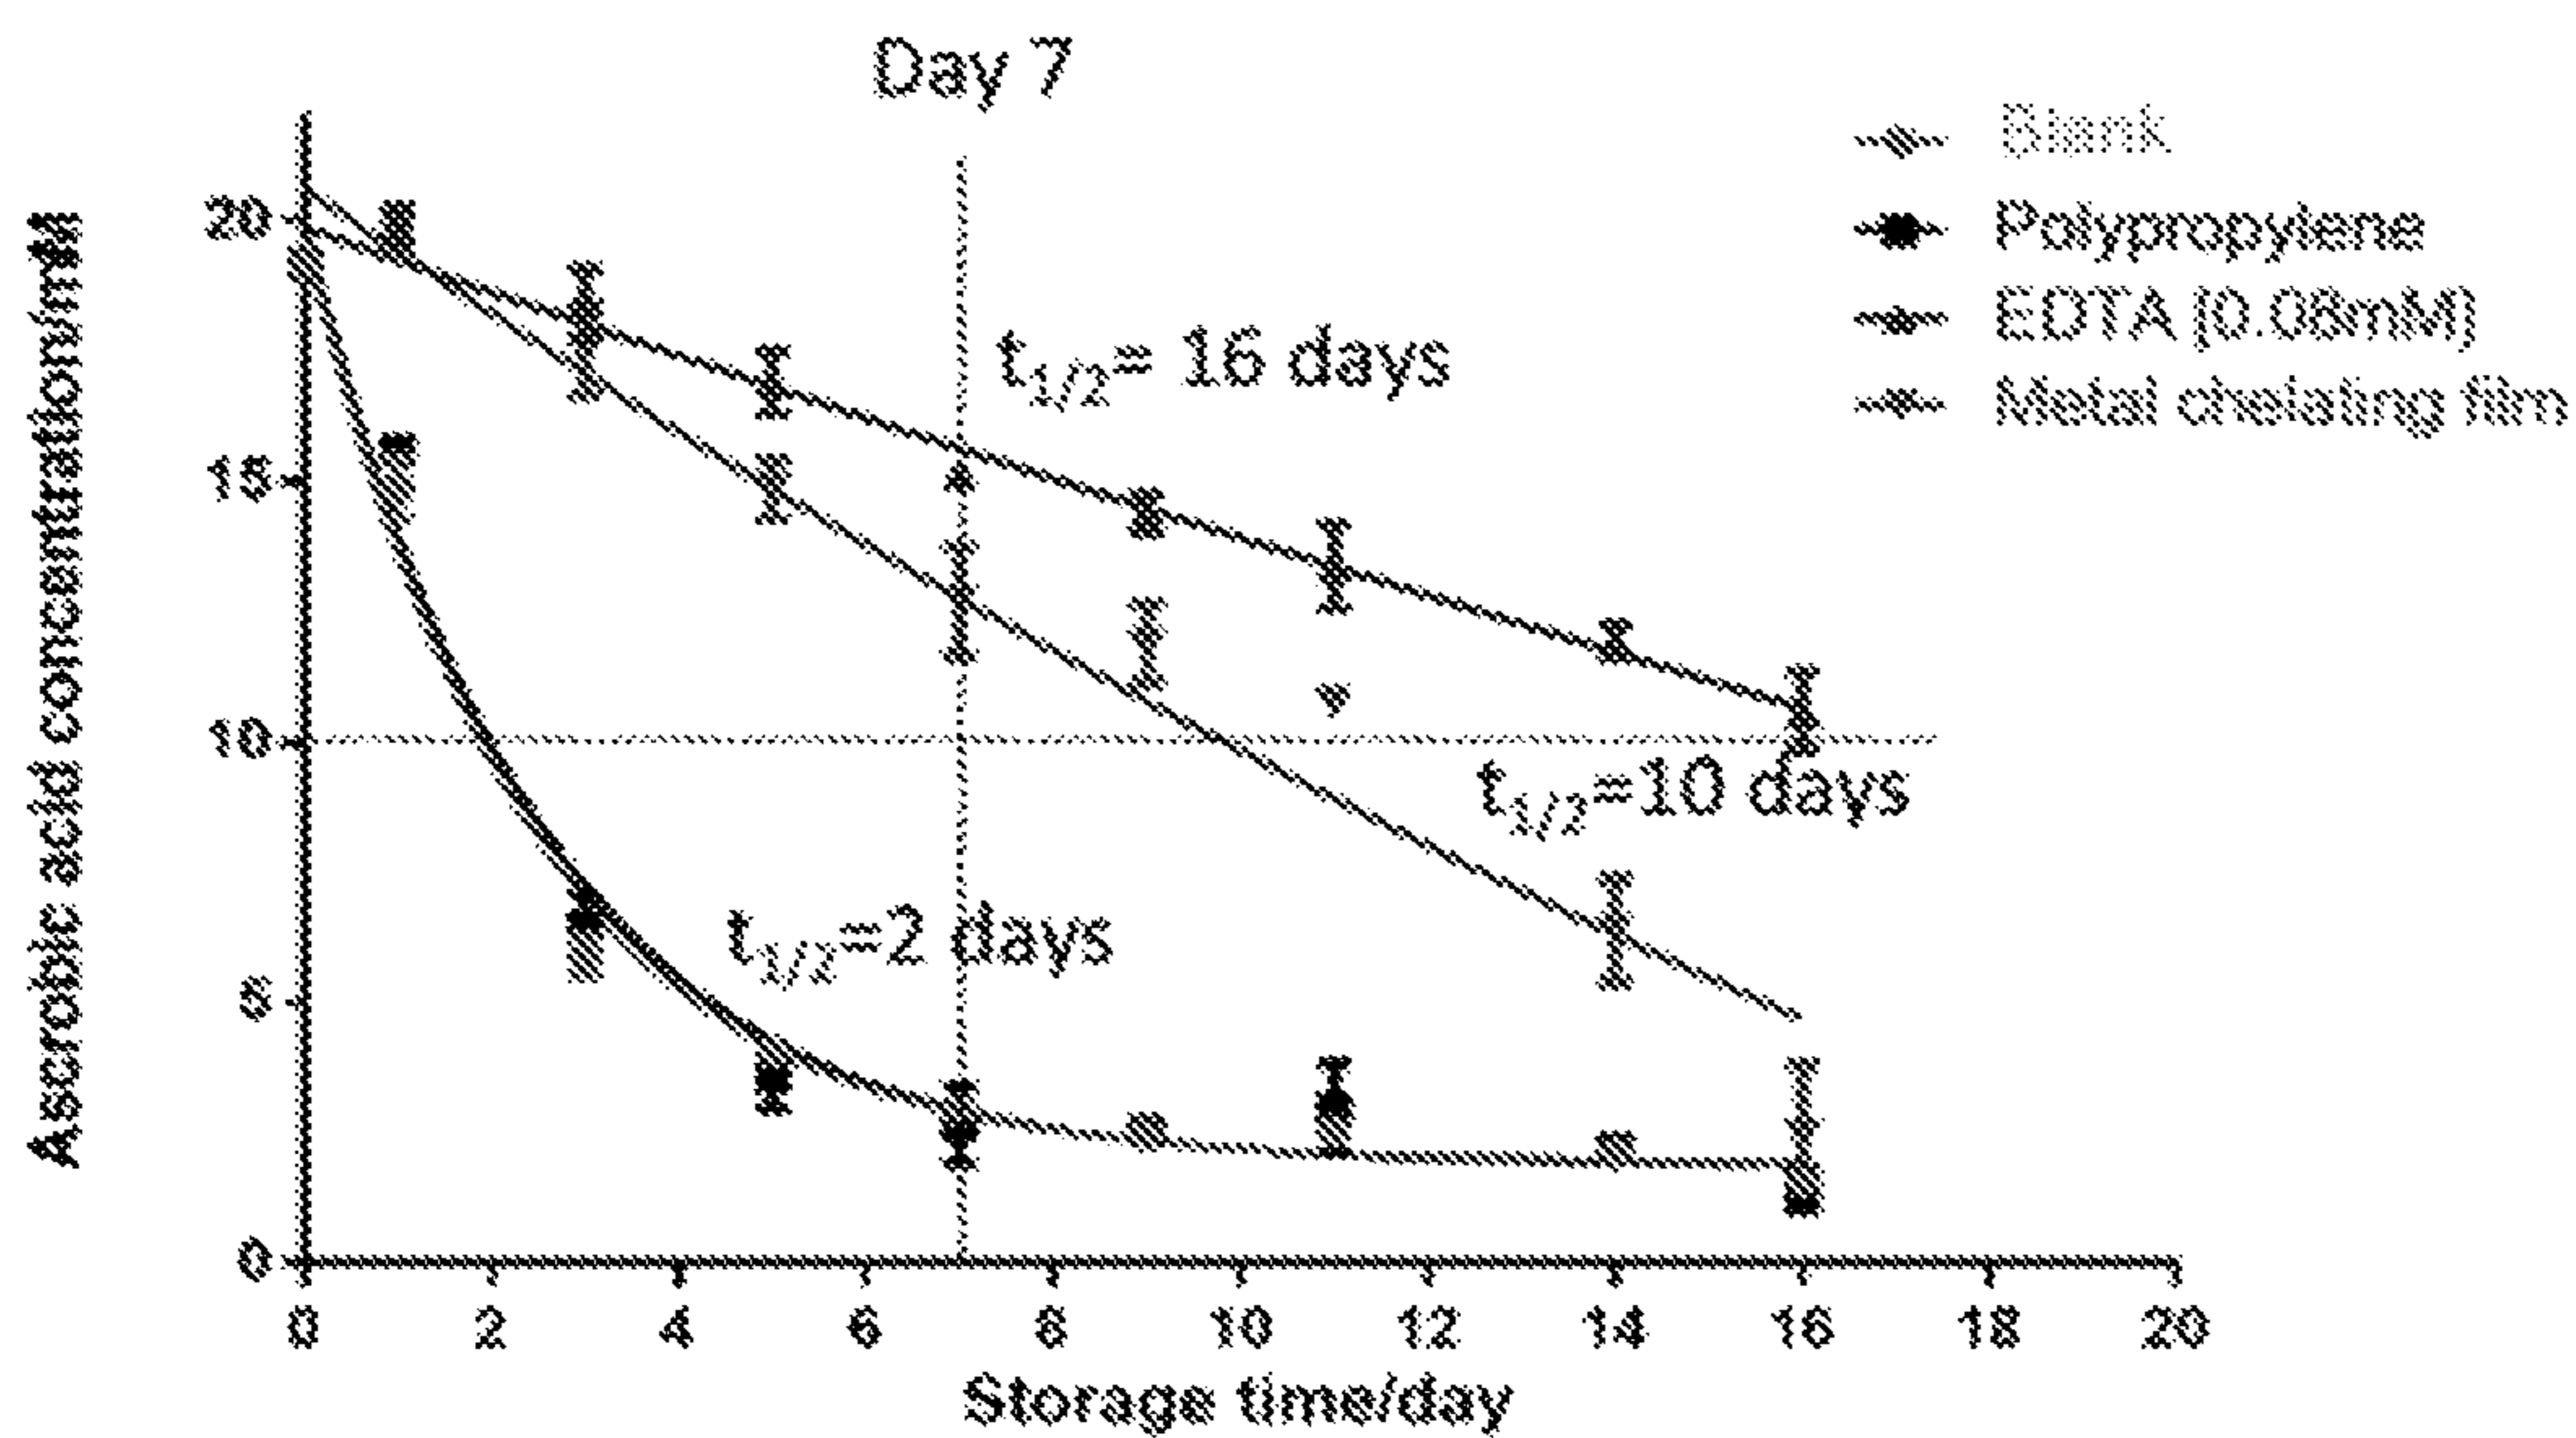 Day 7
Blank
Polypropylene
EDTA (0.08mM)
Metal chelating film
Ascrobic acid concentration/mM
20
15
10
5
0
t1/2= 16 days
t1/2=10 days
t1/2=2 days
0 2 4 6 8 10 12 14 16 18 20
Storage time/day